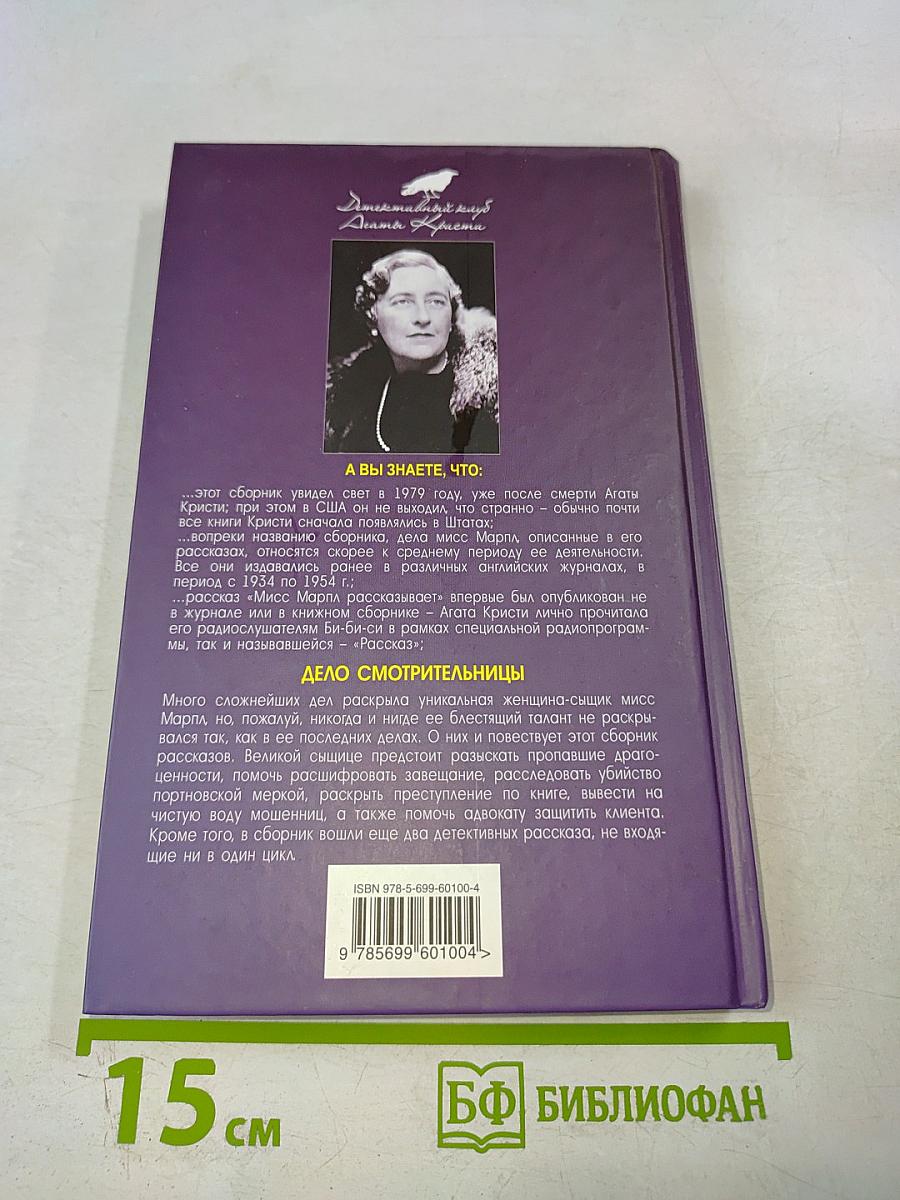 Детективный клуб
Агаты Кристи
А ВЫ ЗНАЕТЕ, ЧТО:
...этот сборник увидел свет в 1979 году, уже после смерти Агаты
Кристи; при этом в США он не выходил, что странно – обычно почти
все книги Кристи сначала появлялись в Штатах;
...вопреки названию сборника, дела мисс Марпл, описанные в его
рассказах, относятся скорее к среднему периоду ее деятельности.
Все они издавались ранее в различных английских журналах, в
период с 1934 по 1954 г.;
...рассказ «Мисс Марпл рассказывает» впервые был опубликован не
в журнале или в книжном сборнике – Агата Кристи лично прочитала
его радиослушателям Би-би-си в рамках специальной радиопрограм-
мы, так и называвшейся – «Рассказ»;
ДЕЛО СМОТРИТЕЛЬНИЦЫ
Много сложнейших дел раскрыла уникальная женщина-сыщик мисс
Марпл, но, пожалуй, никогда и нигде ее блестящий талант не раскры-
вался так, как в ее последних делах. О них и повествует этот сборник
рассказов. Великой сыщице предстоит разыскать пропавшие драго-
ценности, помочь расшифровать завещание, расследовать убийство
портновской меркой, раскрыть преступление по книге, вывести на
чистую воду мошенниц, а также помочь адвокату защитить клиента.
Кроме того, в сборник вошли еще два детективных рассказа, не входя-
щие ни в один цикл.
ISBN 978-5-699-60100-4
9 785699 601004 >
15 см
БФ БИБЛИОФАН